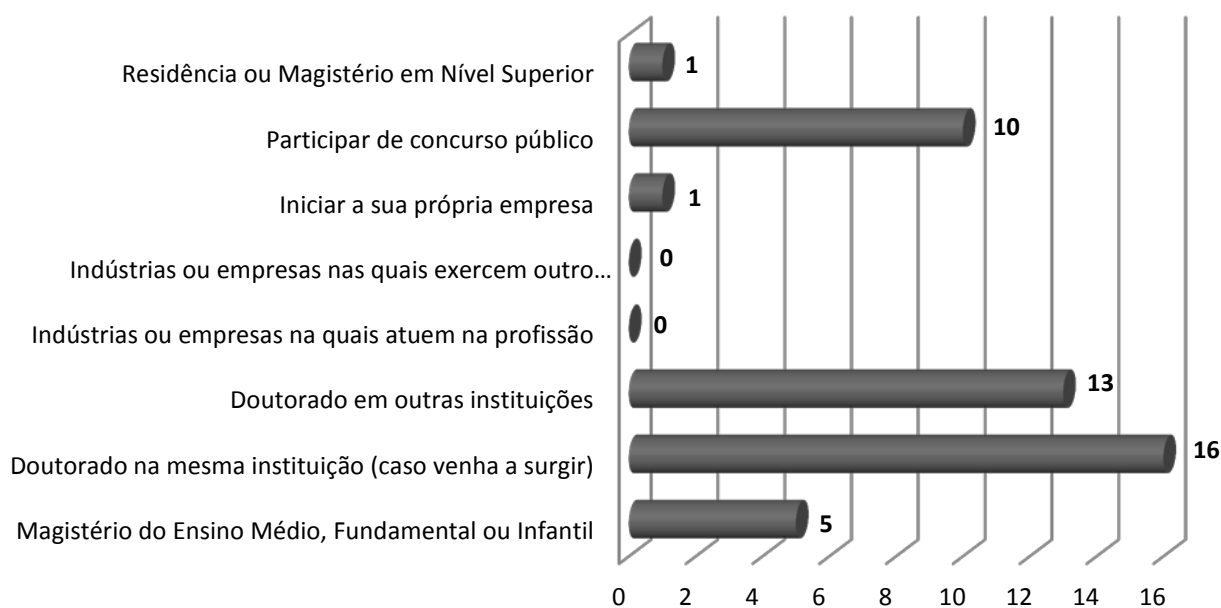 Residência ou Magistério em Nível Superior 1
Participar de concurso público 10
Iniciar a sua própria empresa 1
Indústrias ou empresas nas quais exercem outro... 0
Indústrias ou empresas na quais atuem na profissão 0
Doutorado em outras instituições 13
Doutorado na mesma instituição (caso venha a surgir) 16
Magistério do Ensino Médio, Fundamental ou Infantil 5
0 2 4 6 8 10 12 14 16